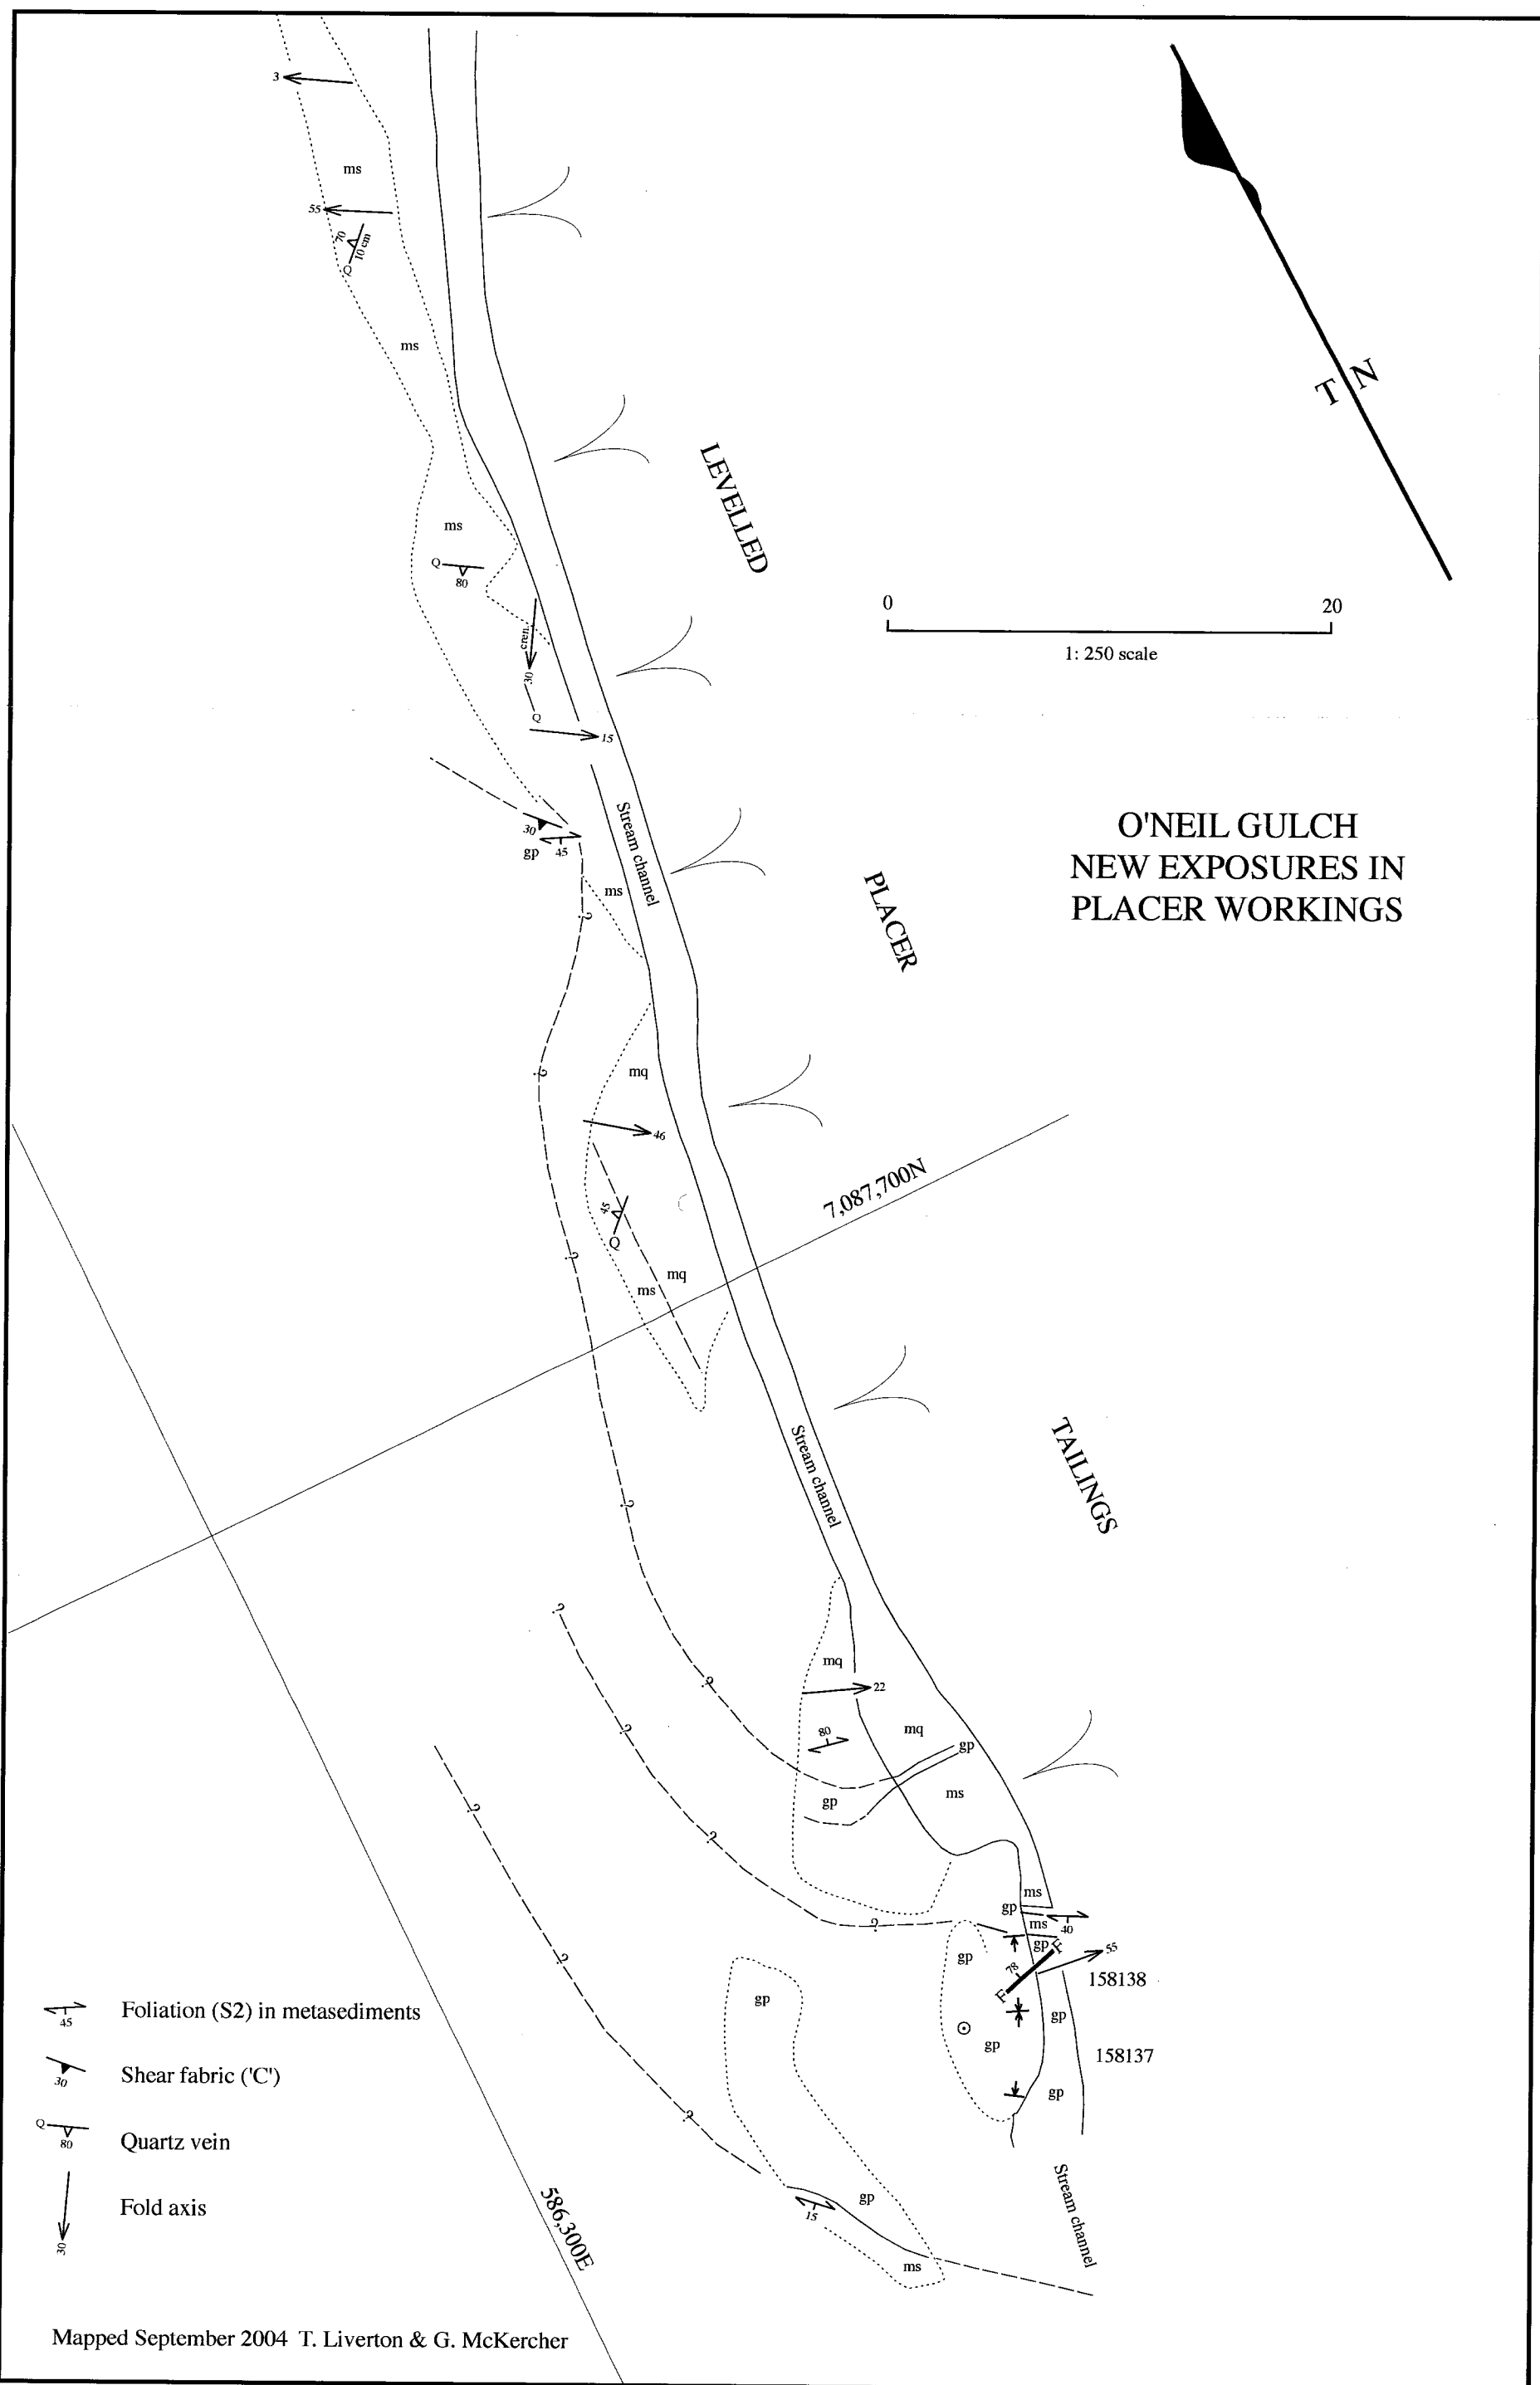 3
ms
55
70
10 cm
Q
ms
LEVELLED
T N
ms
Q
80
0 20
1: 250 scale
cren.
30
Q
15
Stream channel
30
45
gp
ms
O'NEIL GULCH
NEW EXPOSURES IN
PLACER WORKINGS
PLACER
?
mq
?
46
7,087,700N
45
Q
?
mq
ms
TAILINGS
Stream channel
?
?
mq
?
22
?
80
mq
gp
ms
gp
?
?
ms
gp
ms
40
?
gp
gp
F
55
78
158138
F
?
gp
gp
gp
158137
gp
?
Stream channel
gp
15
ms
586,300E
45 Foliation (S2) in metasediments
30 Shear fabric ('C')
Q 80 Quartz vein
Fold axis
30
Mapped September 2004 T. Liverton & G. McKercher